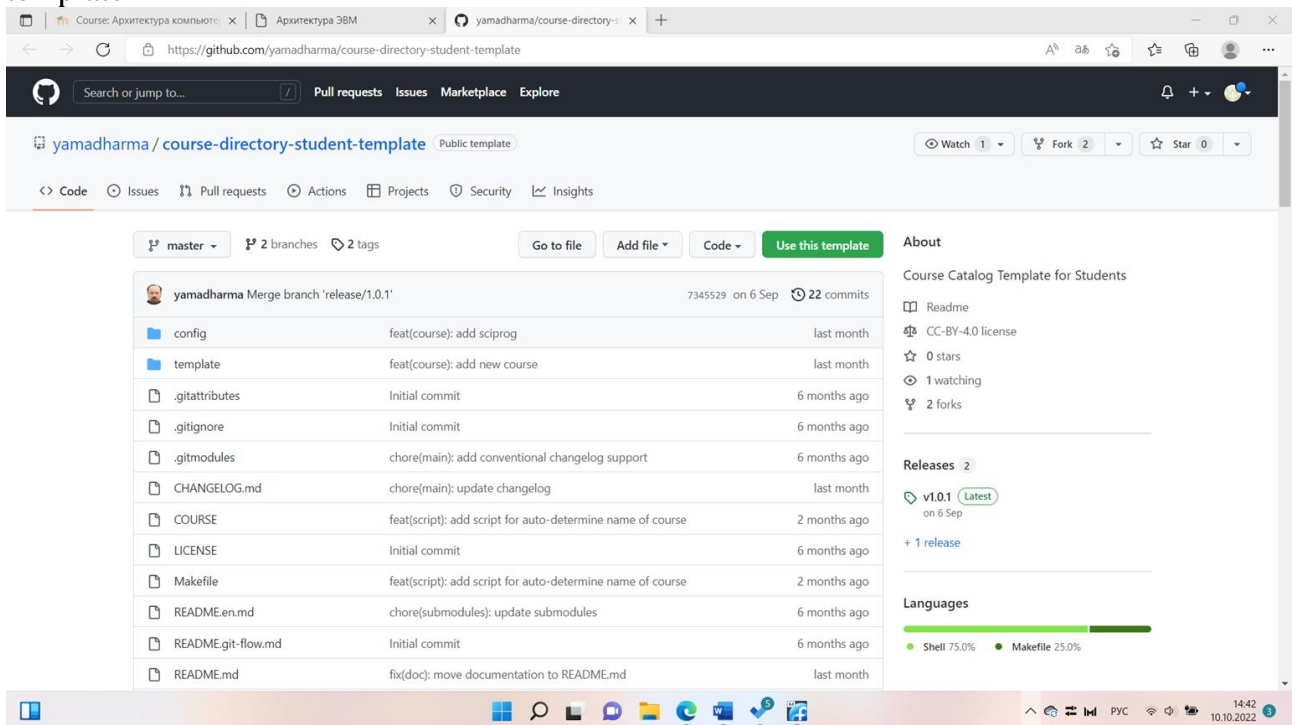 Course: Архитектура компьюте
Архитектура ЭВМ
yamadharma/course-directory-s
https://github.com/yamadharma/course-directory-student-template
Search or jump to...
/
Pull requests Issues Marketplace Explore
yamadharma / course-directory-student-template Public template
Watch 1
Fork 2
Star 0
<> Code Issues Pull requests Actions Projects Security Insights
master 2 branches 2 tags
Go to file Add file Code Use this template
yamadharma Merge branch 'release/1.0.1' 7345529 on 6 Sep 22 commits
config feat(course): add sciprog last month
template feat(course): add new course last month
.gitattributes Initial commit 6 months ago
.gitignore Initial commit 6 months ago
.gitmodules chore(main): add conventional changelog support 6 months ago
CHANGELOG.md chore(main): update changelog last month
COURSE feat(script): add script for auto-determine name of course 2 months ago
LICENSE Initial commit 6 months ago
Makefile feat(script): add script for auto-determine name of course 2 months ago
README.en.md chore(submodules): update submodules 6 months ago
README.git-flow.md Initial commit 6 months ago
README.md fix(doc): move documentation to README.md last month
About
Course Catalog Template for Students
Readme
CC-BY-4.0 license
0 stars
1 watching
2 forks
Releases 2
v1.0.1 Latest
on 6 Sep
+ 1 release
Languages
Shell 75.0% Makefile 25.0%
5
РУС
14:42
10.10.2022
3